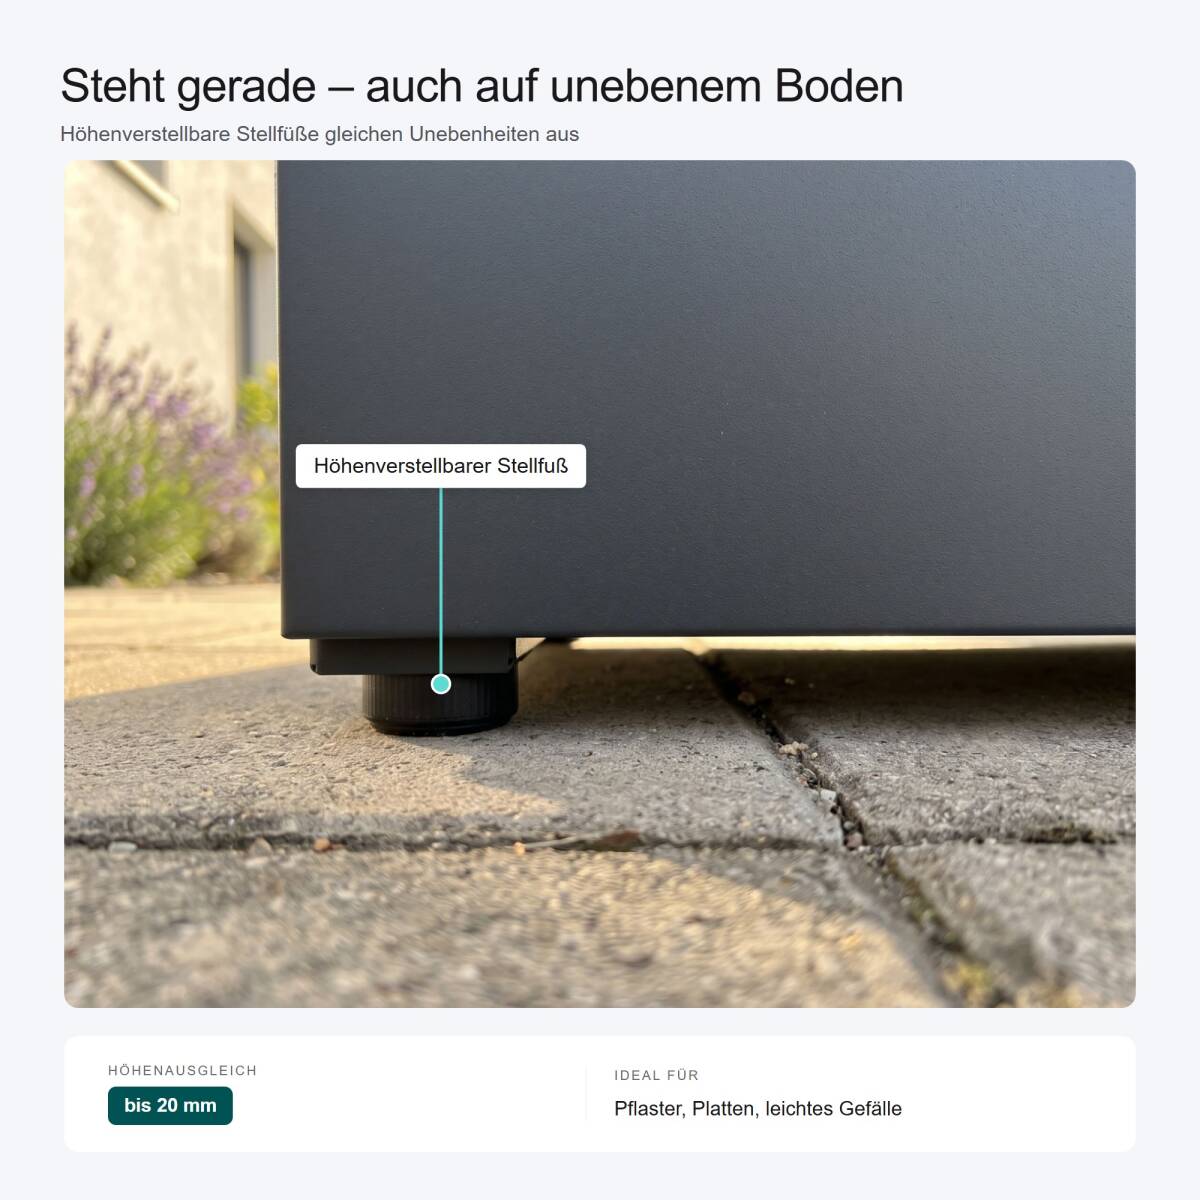 Steht gerade – auch auf unebenem Boden
Höhenverstellbare Stellfüße gleichen Unebenheiten aus
Höhenverstellbarer Stellfuß
HÖHENAUSGLEICH
bis 20 mm
IDEAL FÜR
Pflaster, Platten, leichtes Gefälle